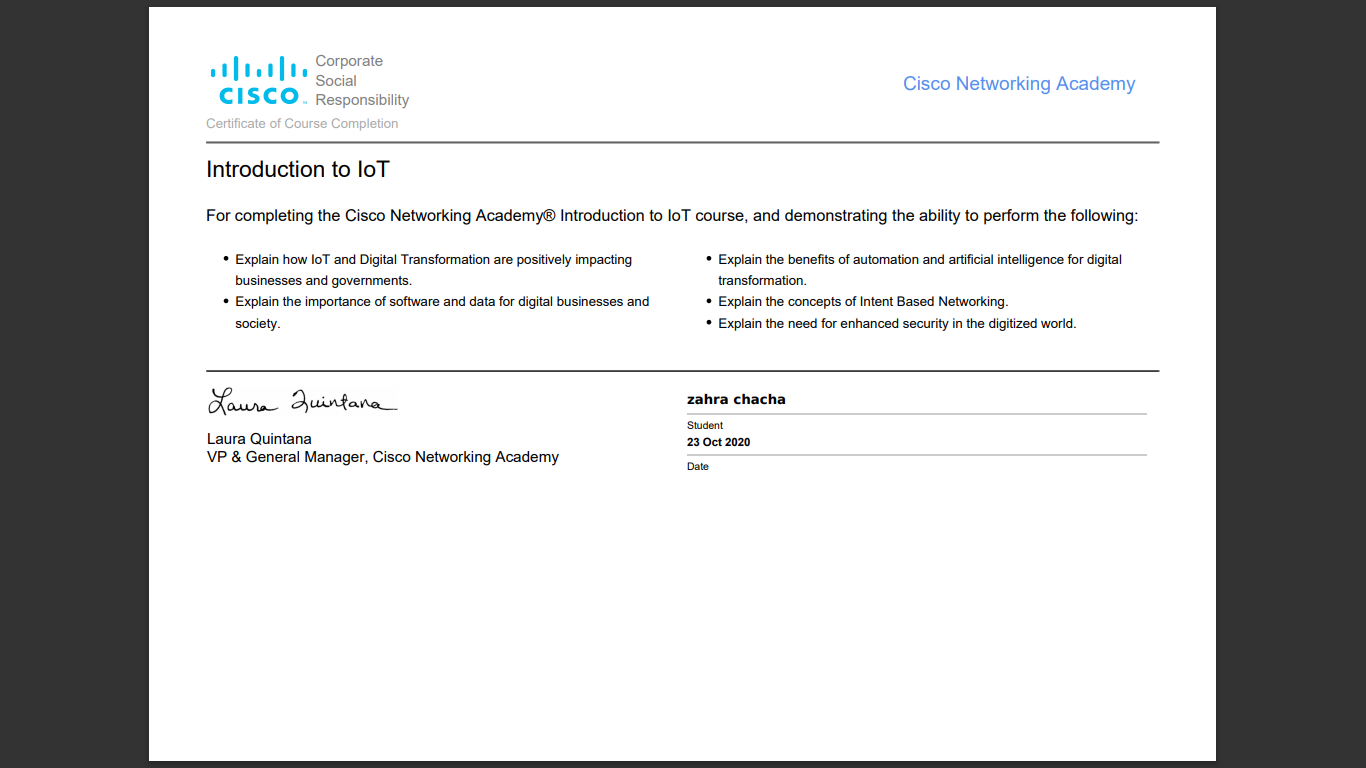 CISCO
Corporate
Social
Responsibility
Cisco Networking Academy
Certificate of Course Completion
Introduction to IoT
For completing the Cisco Networking Academy® Introduction to IoT course, and demonstrating the ability to perform the following:
• Explain how IoT and Digital Transformation are positively impacting
businesses and governments.
• Explain the importance of software and data for digital businesses and
society.
• Explain the benefits of automation and artificial intelligence for digital
transformation.
• Explain the concepts of Intent Based Networking.
• Explain the need for enhanced security in the digitized world.
Laura Quintana
Laura Quintana
VP & General Manager, Cisco Networking Academy
zahra chacha
Student
23 Oct 2020
Date